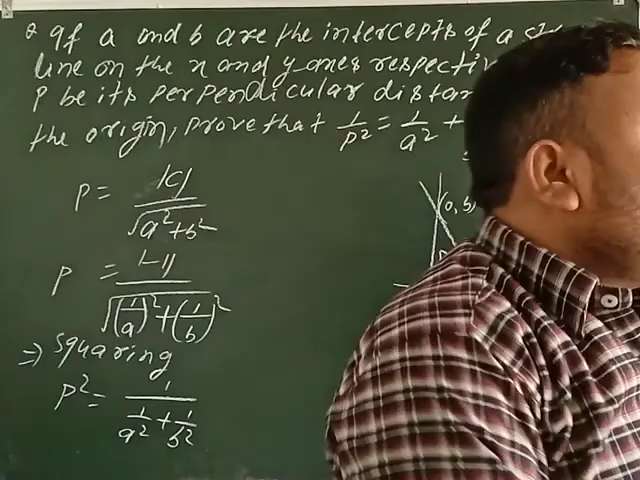 Q If a and b are the intercepts of a
line on the x and y-axes respectiv
P be its perpendicular distan
the origin, prove that 1/P² = 1/a² +
(0, b)
P = |c| / √(a² + b²)
P = |-1| / √((1/a)² + (1/b)²)
⇒ squaring
P² = 1 / (1/a² + 1/b²)